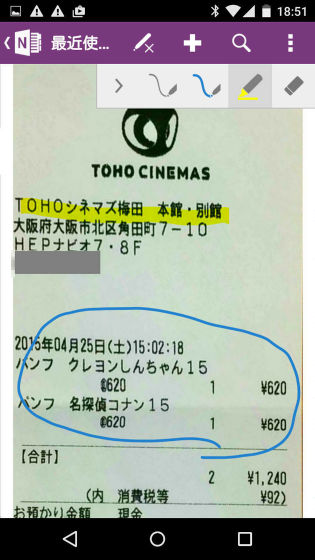 18:51
最近使...
TOHO CINEMAS
TOHOシネマズ梅田 本館・別館
大阪府大阪市北区角田町7-10
HEPナビオ7・8F
2015年04月25日(土)15:02:18
パンフ クレヨンしんちゃん15
@620 1 ¥620
パンフ 名探偵コナン15
@620 1 ¥620
【合計】
2 ¥1,240
(内 消費税等 ¥92)
お預かり金額 現金